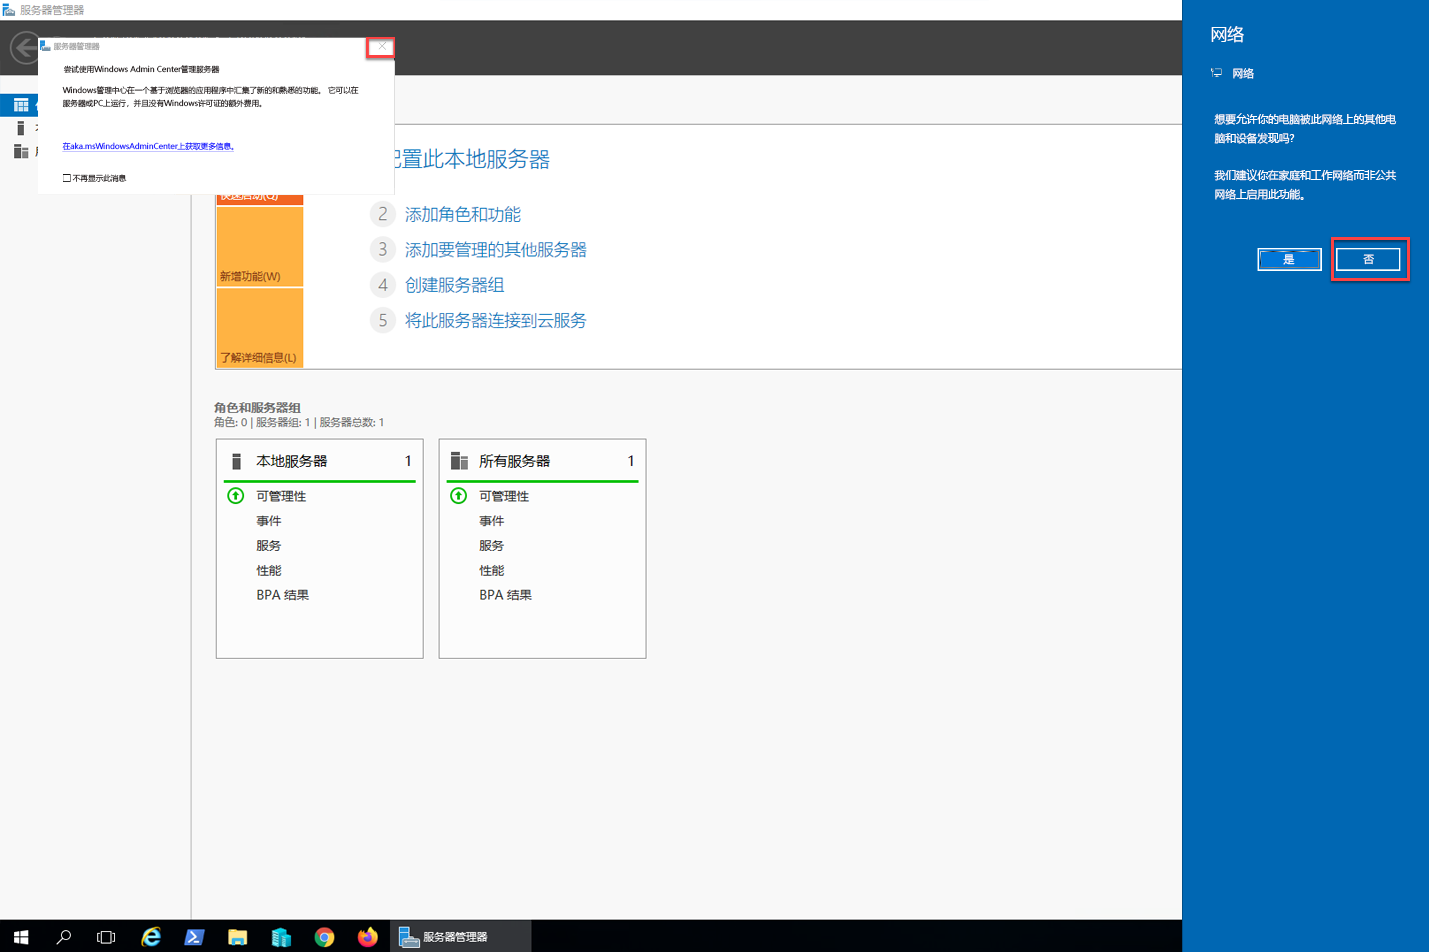 服务器管理器
服务器管理器
尝试使用Windows Admin Center管理服务器
Windows管理中心在一个基于浏览器的应用程序中汇集了新的和熟悉的功能。 它可以在
服务器或PC上运行，并且没有Windows许可证的额外费用。
在aka.msWindowsAdminCenter上获取更多信息。
不再显示此消息
配置此本地服务器
快速启动(Q)
2 添加角色和功能
3 添加要管理的其他服务器
新增功能(W)
4 创建服务器组
5 将此服务器连接到云服务
了解详细信息(L)
角色和服务器组
角色: 0 | 服务器组: 1 | 服务器总数: 1
本地服务器 1
可管理性
事件
服务
性能
BPA 结果
所有服务器 1
可管理性
事件
服务
性能
BPA 结果
网络
网络
想要允许你的电脑被此网络上的其他电
脑和设备发现吗?
我们建议你在家庭和工作网络而非公共
网络上启用此功能。
是
否
服务器管理器